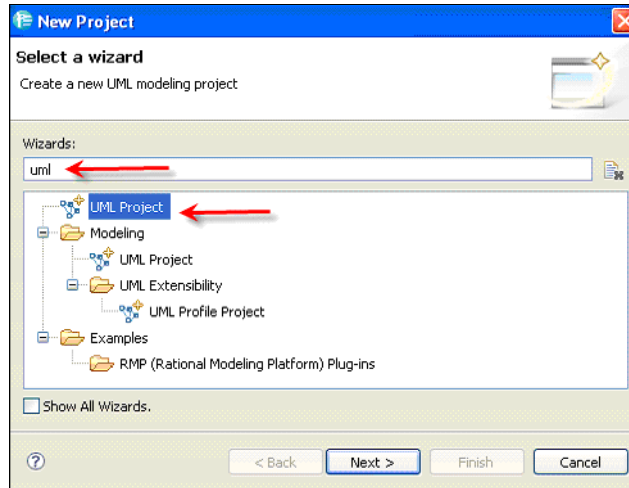 New Project
Select a wizard
Create a new UML modeling project
Wizards:
uml
UML Project
Modeling
UML Project
UML Extensibility
UML Profile Project
Examples
RMP (Rational Modeling Platform) Plug-ins
Show All Wizards.
? < Back Next > Finish Cancel